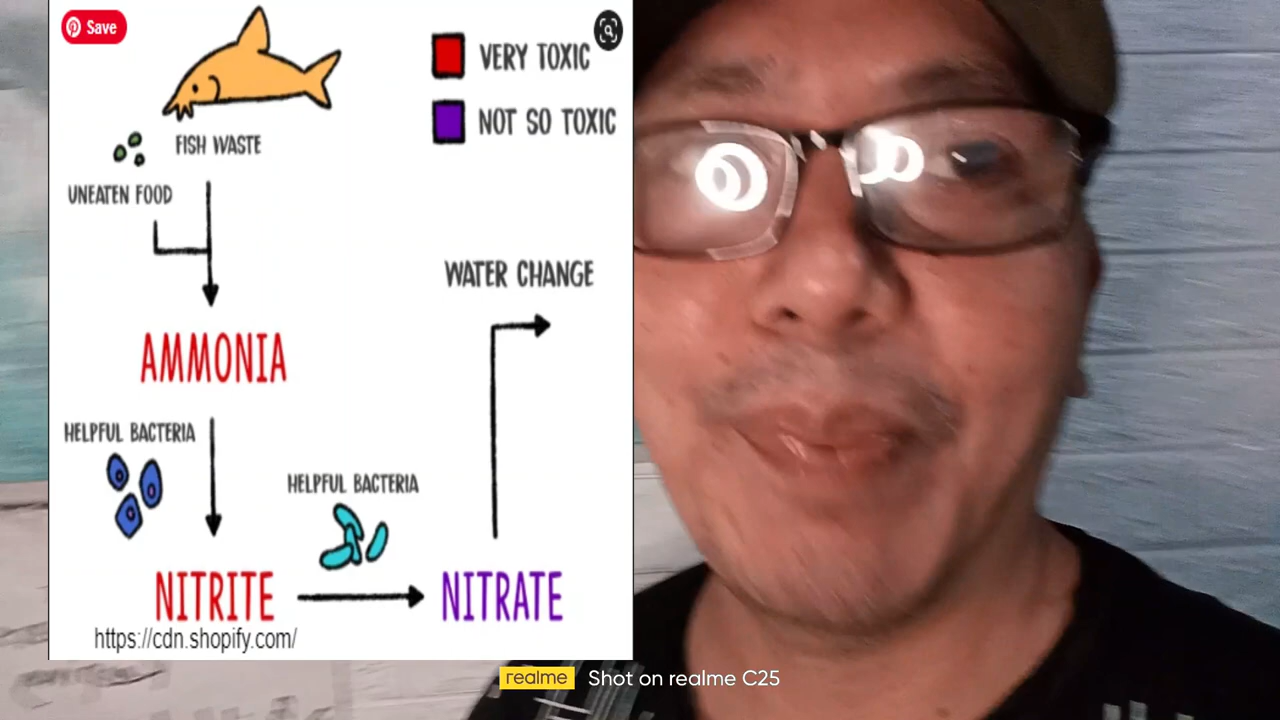 Save
VERY TOXIC
NOT SO TOXIC
FISH WASTE
UNEATEN FOOD
WATER CHANGE
AMMONIA
HELPFUL BACTERIA
HELPFUL BACTERIA
NITRITE
NITRATE
https://cdn.shopify.com/
realme Shot on realme C25